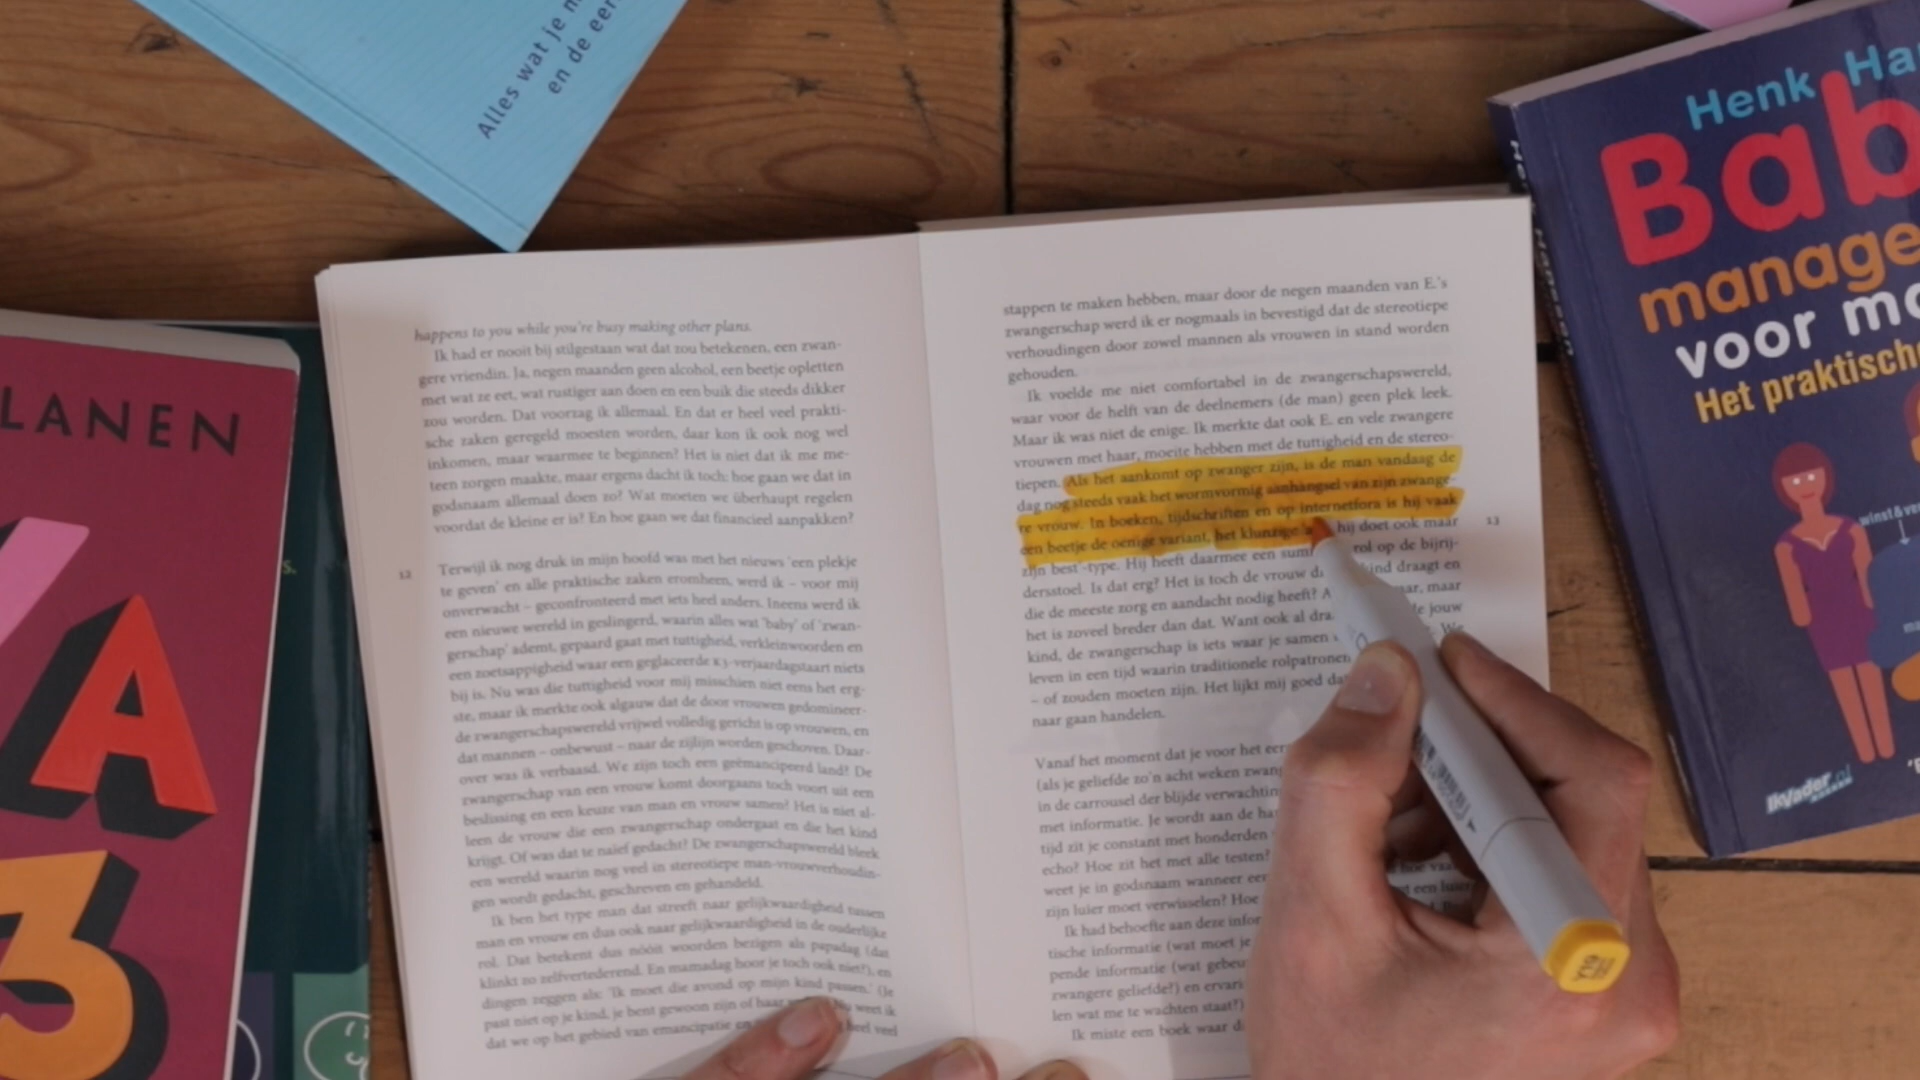 Alles wat je m
en de eer
Henk Ha
Bab
manage
voor mo
Het praktisch
winst & ver
IkVader.nl
LANEN
A
3
happens to you while you're busy making other plans.
Ik had er nooit bij stilgestaan wat dat zou betekenen, een zwan-
gere vriendin. Ja, negen maanden geen alcohol, een beetje opletten
met wat ze eet, wat rustiger aan doen en een buik die steeds dikker
zou worden. Dat voorzag ik allemaal. En dat er heel veel prakti-
sche zaken geregeld moesten worden, daar kon ik ook nog wel
inkomen, maar waarmee te beginnen? Het is niet dat ik me me-
teen zorgen maakte, maar ergens dacht ik toch: hoe gaan we dat in
godsnaam allemaal doen zo? Wat moeten we überhaupt regelen
voordat de kleine er is? En hoe gaan we dat financieel aanpakken?
12
Terwijl ik nog druk in mijn hoofd was met het nieuws 'een plekje
te geven' en alle praktische zaken eromheen, werd ik – voor mij
onverwacht – geconfronteerd met iets heel anders. Ineens werd ik
een nieuwe wereld in geslingerd, waarin alles wat 'baby' of 'zwan-
gerschap' ademt, gepaard gaat met tuttigheid, verkleinwoorden en
een zoetsappigheid waar een geglaceerde K3-verjaardagstaart niets
bij is. Nu was die tuttigheid voor mij misschien niet eens het erg-
ste, maar ik merkte ook algauw dat de door vrouwen gedomineer-
de zwangerschapswereld vrijwel volledig gericht is op vrouwen, en
dat mannen – onbewust – naar de zijlijn worden geschoven. Daar-
over was ik verbaasd. We zijn toch een geëmancipeerd land? De
zwangerschap van een vrouw komt doorgaans toch voort uit een
beslissing en een keuze van man en vrouw samen? Het is niet al-
leen de vrouw die een zwangerschap ondergaat en die het kind
krijgt. Of was dat te naïef gedacht? De zwangerschapswereld bleek
een wereld waarin nog veel in stereotiepe man-vrouwverhoudin-
gen wordt gedacht, geschreven en gehandeld.
Ik ben het type man dat streeft naar gelijkwaardigheid tussen
man en vrouw en dus ook naar gelijkwaardigheid in de ouderlijke
rol. Dat betekent dus nóóit woorden bezigen als papadag (dat
klinkt zo zelfvertederend. En mamadag hoor je toch ook niet?), en
dingen zeggen als: 'Ik moet die avond op mijn kind passen.' (Je
past niet op je kind, je bent gewoon zijn of haar Nu weet ik
dat we op het gebied van emancipatie en heel veel
stappen te maken hebben, maar door de negen maanden van E.'s
zwangerschap werd ik er nogmaals in bevestigd dat de stereotiepe
verhoudingen door zowel mannen als vrouwen in stand worden
gehouden.
Ik voelde me niet comfortabel in de zwangerschapswereld,
waar voor de helft van de deelnemers (de man) geen plek leek.
Maar ik was niet de enige. Ik merkte dat ook E. en vele zwangere
vrouwen met haar, moeite hebben met de tuttigheid en de stereo-
tiepen. Als het aankomt op zwanger zijn, is de man vandaag de
dag nog steeds vaak het wormvormig aanhangsel van zijn zwange-
re vrouw. In boeken, tijdschriften en op internetfora is hij vaak
een beetje de oenige variant, het klunzige hij doet ook maar
zijn best'-type. Hij heeft daarmee een rol op de bijrij-
dersstoel. Is dat erg? Het is toch de vrouw kind draagt en
die de meeste zorg en aandacht nodig heeft? maar
het is zoveel breder dan dat. Want ook al jouw
kind, de zwangerschap is iets waar je samen We
leven in een tijd waarin traditionele rolpatronen
– of zouden moeten zijn. Het lijkt mij goed
naar gaan handelen.
13
Vanaf het moment dat je voor het
(als je geliefde zo'n acht weken
in de carrousel der blijde
met informatie. Je wordt aan de
tijd zit je constant met honderden
echo? Hoe zit het met alle testen?
weet je in godsnaam wanneer
zijn luier moet verwisselen? Hoe een luier
Ik had behoefte aan deze
tische informatie (wat moet je
pende informatie (wat
zwangere geliefde?) en
len wat me te wachten staat?)
Ik miste een boek waar
Y19